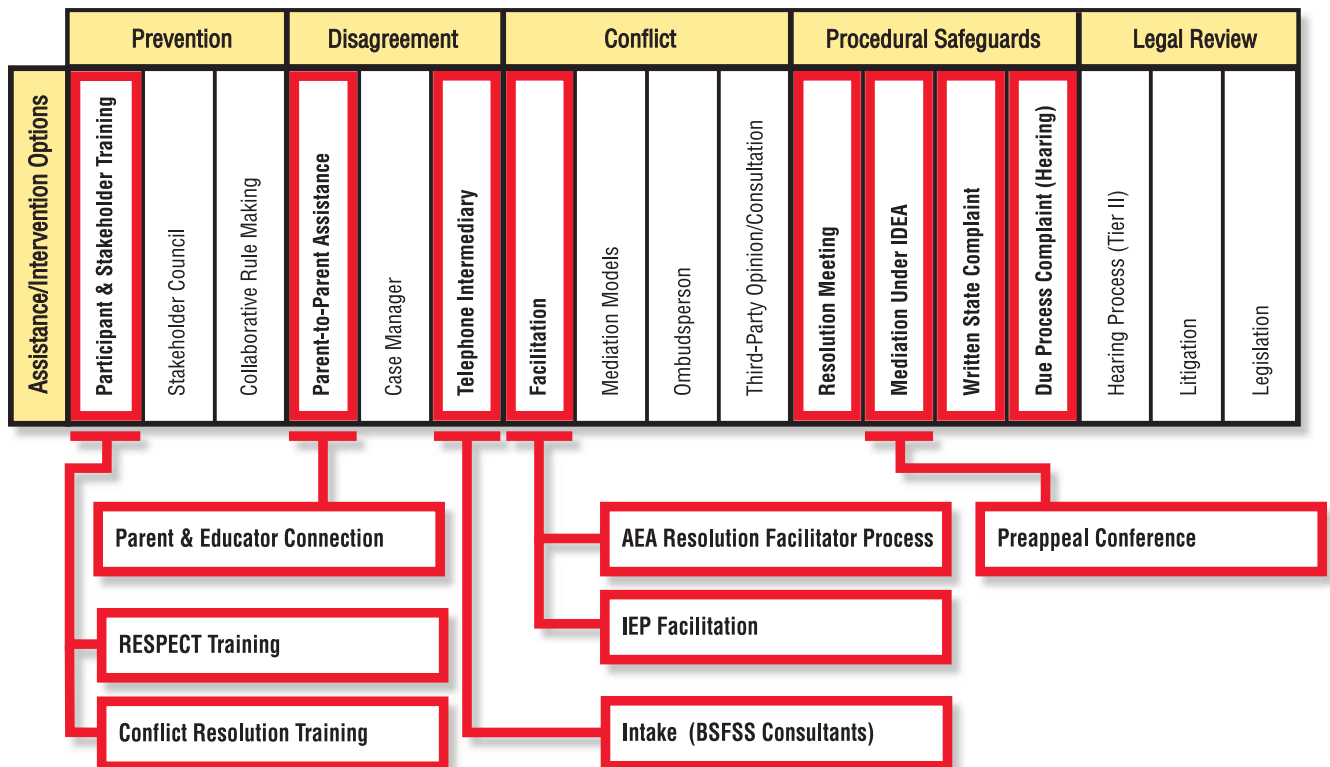 Prevention
Disagreement
Conflict
Procedural Safeguards
Legal Review
Assistance/Intervention Options
Participant & Stakeholder Training
Stakeholder Council
Collaborative Rule Making
Parent-to-Parent Assistance
Case Manager
Telephone Intermediary
Facilitation
Mediation Models
Ombudsperson
Third-Party Opinion/Consultation
Resolution Meeting
Mediation Under IDEA
Written State Complaint
Due Process Complaint (Hearing)
Hearing Process (Tier II)
Litigation
Legislation
Parent & Educator Connection
AEA Resolution Facilitator Process
Preappeal Conference
RESPECT Training
IEP Facilitation
Conflict Resolution Training
Intake (BSFSS Consultants)